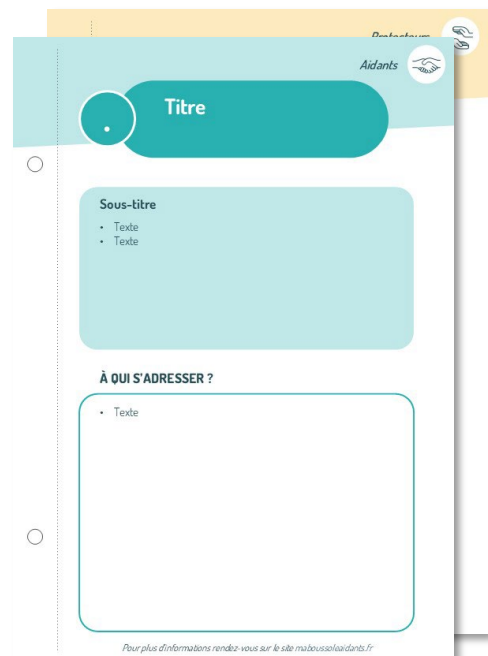 Protecteurs
Aidants
Titre
.
Sous-titre
• Texte
• Texte
À QUI S'ADRESSER ?
• Texte
Pour plus d'informations rendez-vous sur le site maboussoleaidants.fr